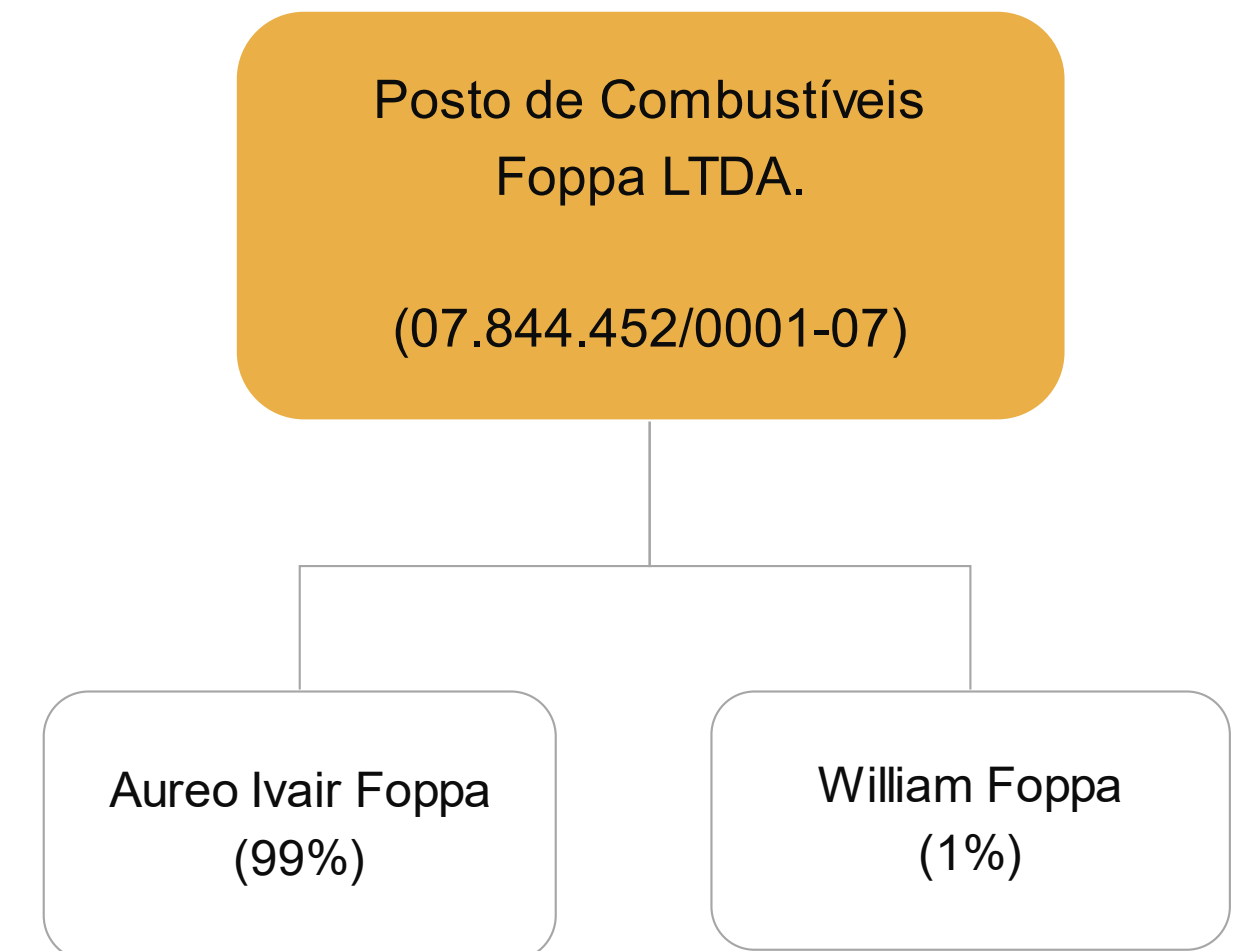 Posto de Combustíveis
Foppa LTDA.
(07.844.452/0001-07)
Aureo Ivair Foppa
(99%)
William Foppa
(1%)